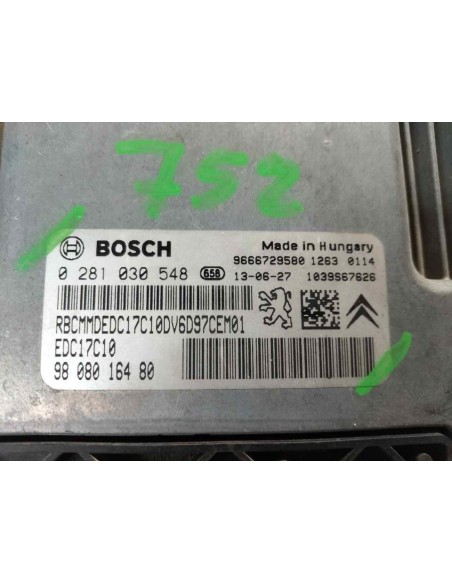 752
BOSCH
Made in Hungary
9666729580 1263 0114
0 281 030 548 658 13-06-27 1039S67626
RBCMMDEDC17C10DV6D97CEM01
EDC17C10
98 080 164 80